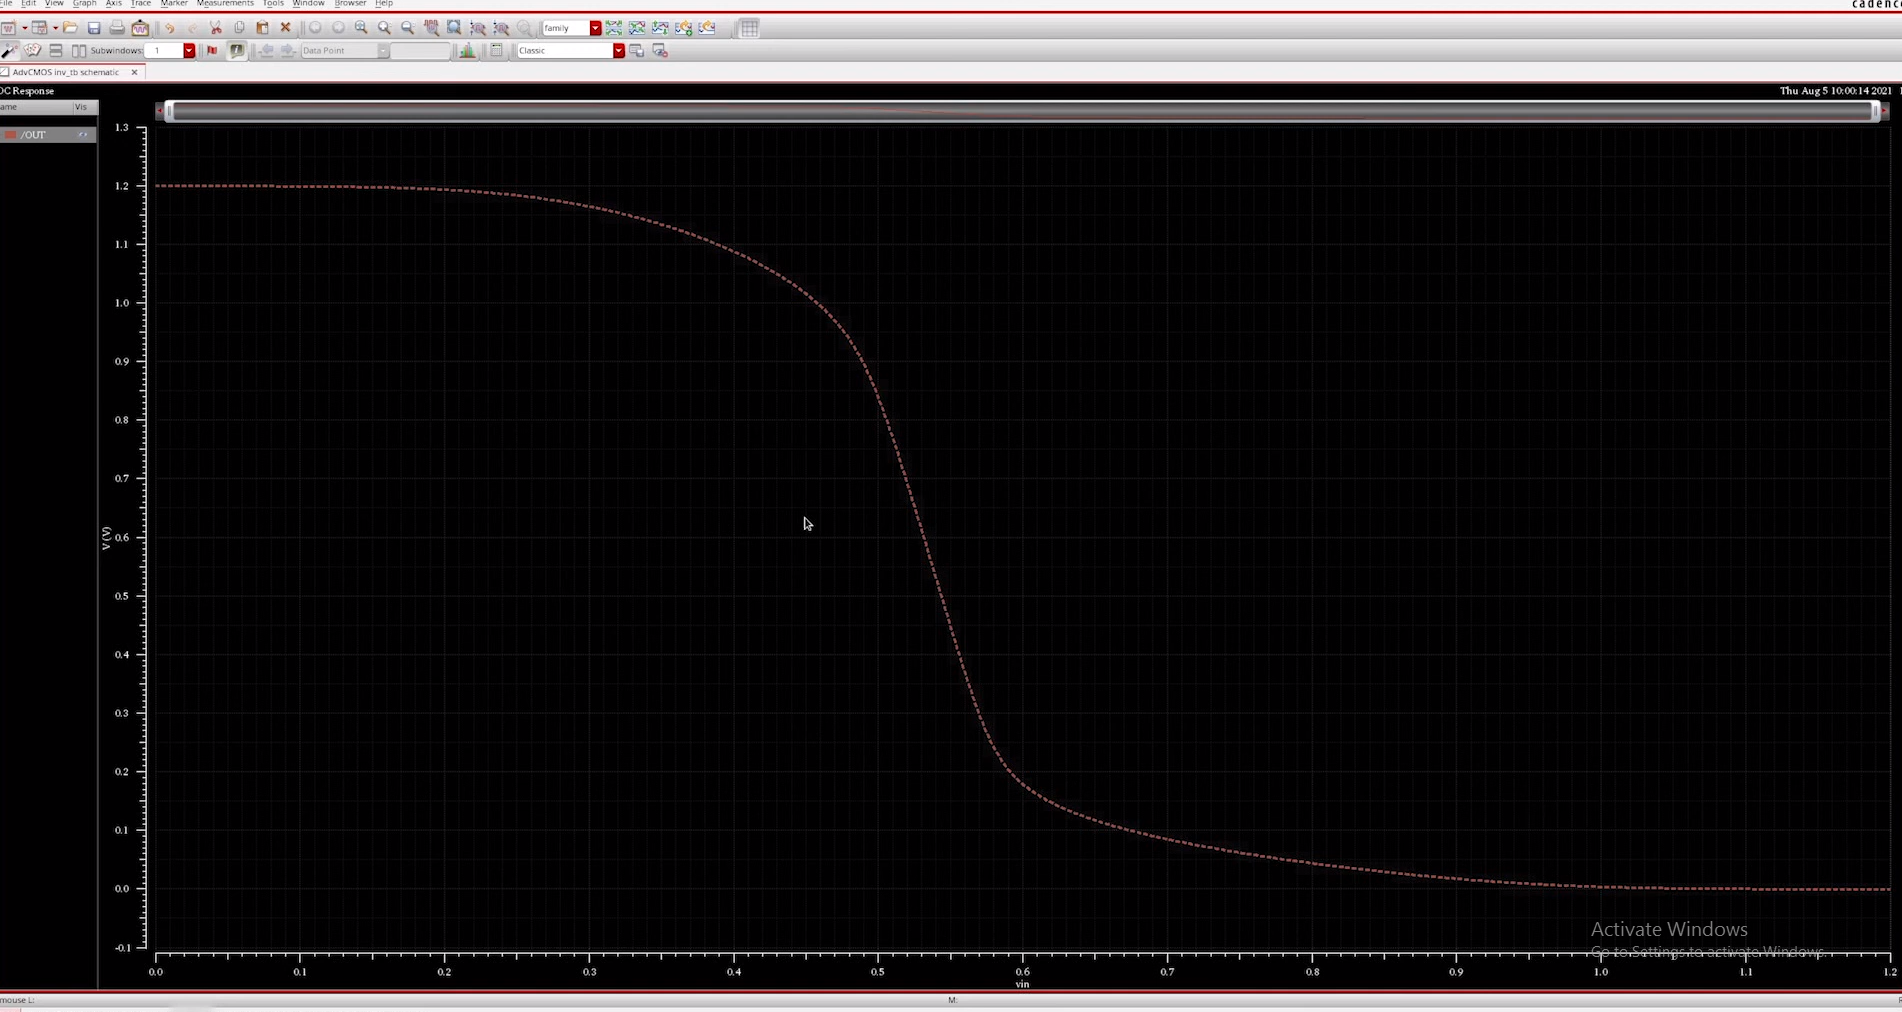 File Edit View Graph Axis Trace Marker Measurements Tools Window Browser Help
cadenc
family
Subwindows: 1 Data Point Classic
AdvCMOS inv_tb schematic
DC Response
Thu Aug 5 10:00:14 2021
ame Vis
/OUT
1.3
1.2
1.1
1.0
0.9
0.8
0.7
0.6
0.5
0.4
0.3
0.2
0.1
0.0
-0.1
V (V)
Activate Windows
Go to Settings to activate Windows.
0.0 0.1 0.2 0.3 0.4 0.5 0.6 0.7 0.8 0.9 1.0 1.1 1.2
vin
mouse L:
M: